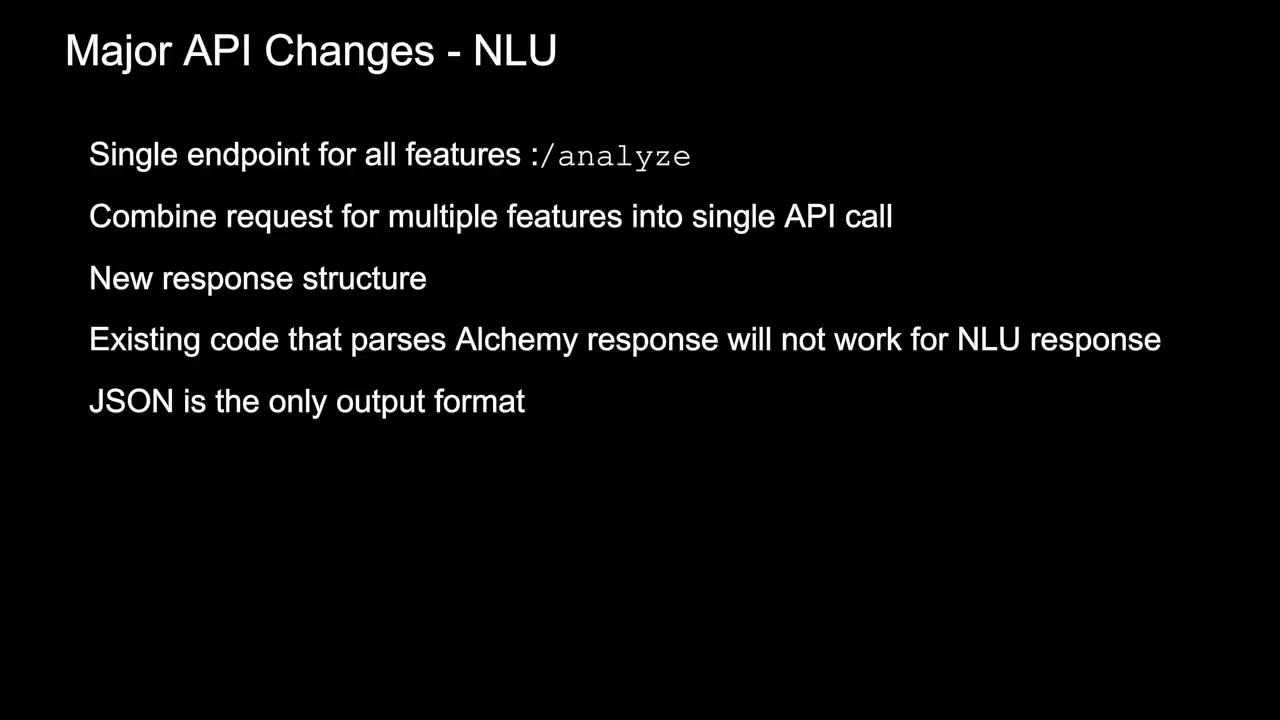 Major API Changes - NLU
Single endpoint for all features :/analyze
Combine request for multiple features into single API call
New response structure
Existing code that parses Alchemy response will not work for NLU response
JSON is the only output format